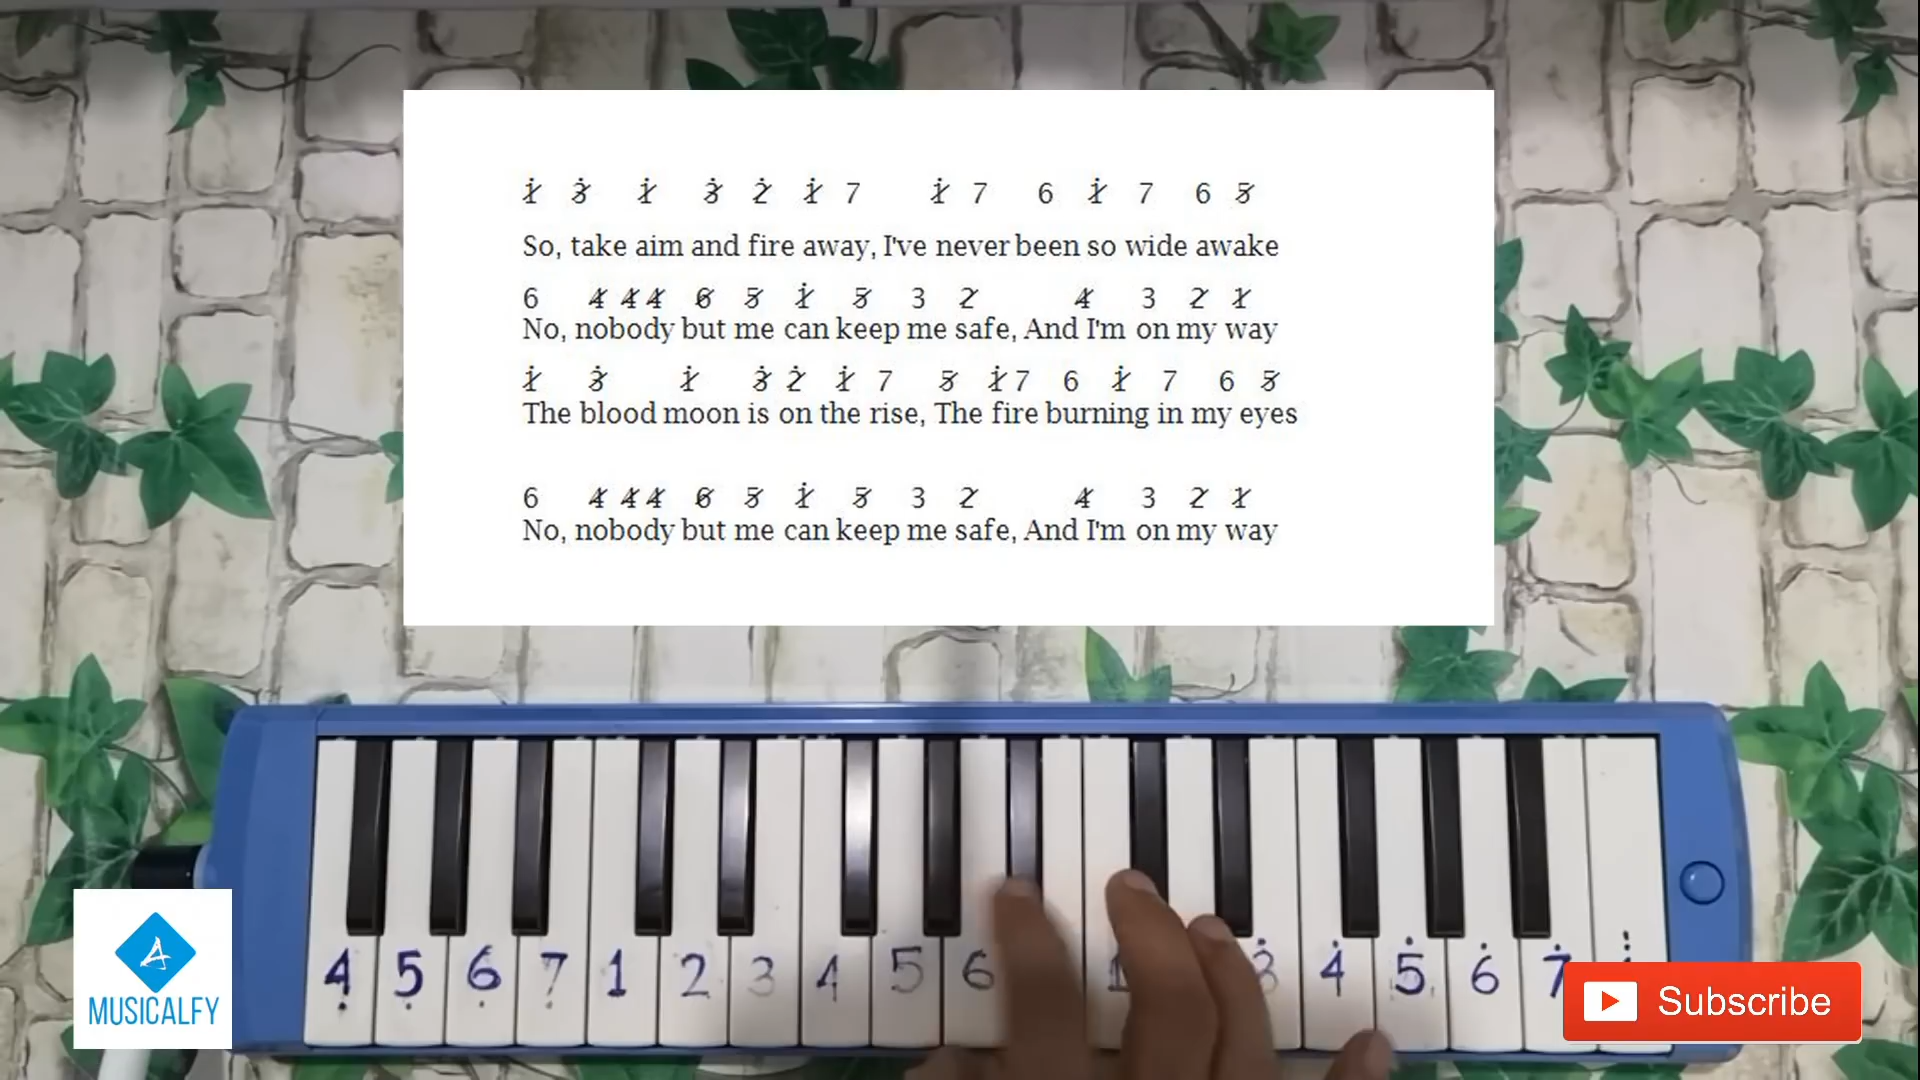 1̸̇ 3̸̇ 1̸̇ 3̸̇ 2̸̇ 1̸̇ 7 1̸̇ 7 6 1̸̇ 7 6 5̸
So, take aim and fire away, I've never been so wide awake
6 4̸ 4̸ 4̸ 6̸ 5̸ 1̸̇ 5̸ 3 2̸ 4̸ 3 2̸ 1̸
No, nobody but me can keep me safe, And I'm on my way
1̸̇ 3̸̇ 1̸̇ 3̸̇ 2̸̇ 1̸̇ 7 5̸ 1̸̇ 7 6 1̸̇ 7 6 5̸
The blood moon is on the rise, The fire burning in my eyes
6 4̸ 4̸ 4̸ 6̸ 5̸ 1̸̇ 5̸ 3 2̸ 4̸ 3 2̸ 1̸
No, nobody but me can keep me safe, And I'm on my way
4̣ 5̣ 6̣ 7̣ 1 2 3 4 5 6 3̇ 4̇ 5̇ 6̇ 7̇
MUSICALFY
Subscribe